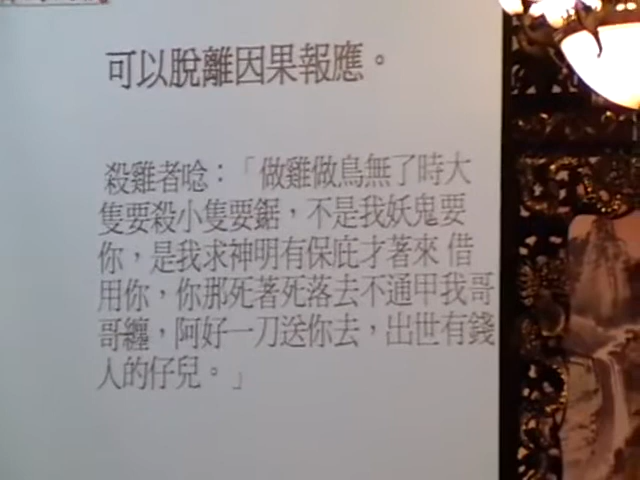 可以脫離因果報應。
殺雞者唸：「做雞做鳥無了時大
隻要殺小隻要鋸，不是我妖鬼要
你，是我求神明有保庇才著來 借
用你，你那死著死落去不通甲我哥
哥纏，阿好一刀送你去，出世有錢
人的仔兒。」